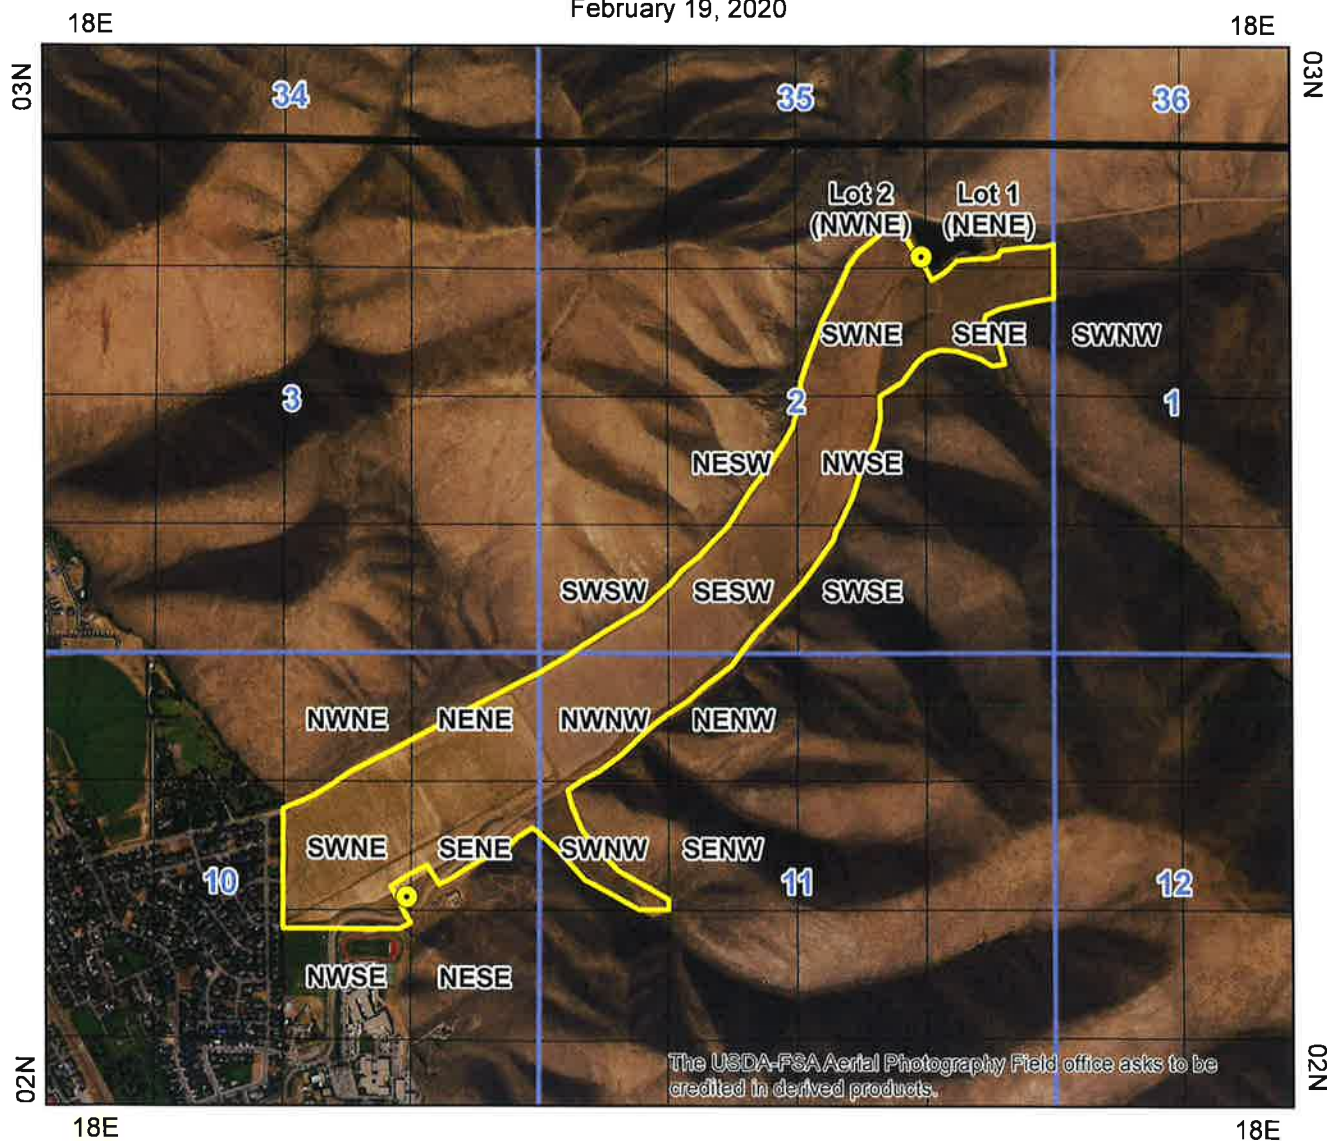 February 19, 2020
18E
18E
03N
03N
34
35
36
Lot 2
(NWNE)
Lot 1
(NENE)
SWNE
SENE
SWNW
3
2
1
NESW
NWSE
SWSW
SESW
SWSE
NWNE
NENE
NWNW
NENW
SWNE
SENE
SWNW
SENW
10
11
12
NWSE
NESE
The USDA-FSA Aerial Photography Field office asks to be
credited in derived products.
02N
02N
18E
18E